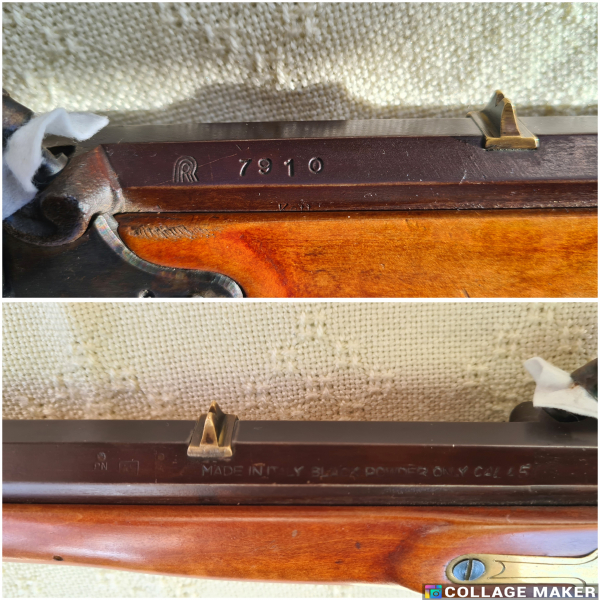 R 7910
PN
MADE IN ITALY BLACK POWDER ONLY CAL 45
COLLAGE MAKER